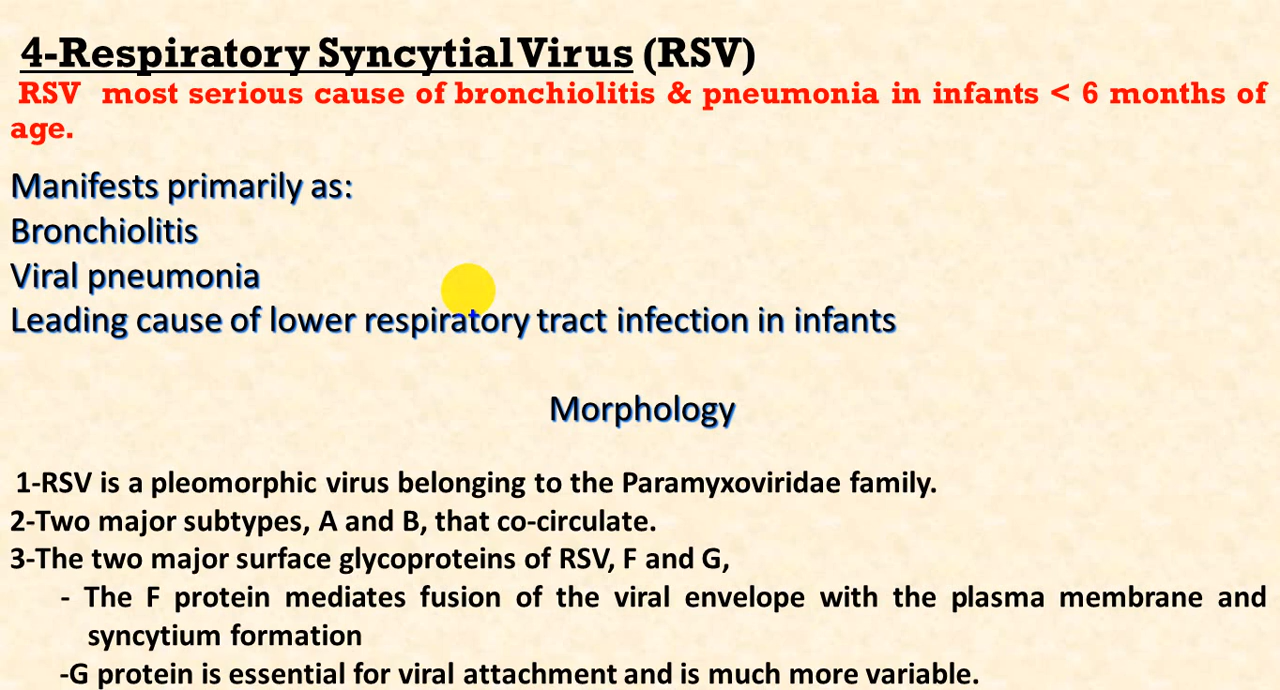 4-Respiratory Syncytial Virus (RSV)
RSV most serious cause of bronchiolitis & pneumonia in infants < 6 months of
age.
Manifests primarily as:
Bronchiolitis
Viral pneumonia
Leading cause of lower respiratory tract infection in infants
Morphology
1-RSV is a pleomorphic virus belonging to the Paramyxoviridae family.
2-Two major subtypes, A and B, that co-circulate.
3-The two major surface glycoproteins of RSV, F and G,
- The F protein mediates fusion of the viral envelope with the plasma membrane and
syncytium formation
-G protein is essential for viral attachment and is much more variable.